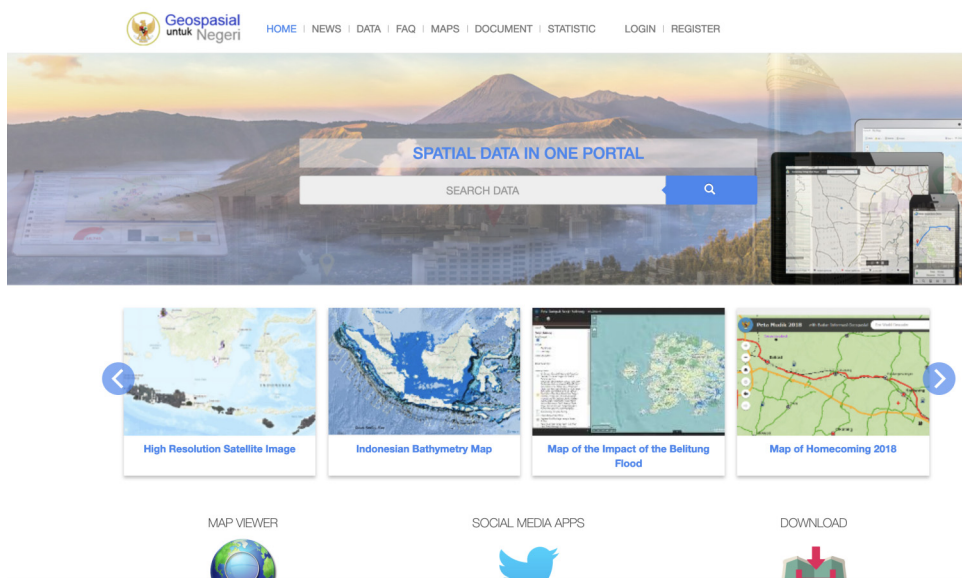 Geospasial
untuk Negeri
HOME | NEWS | DATA | FAQ | MAPS | DOCUMENT | STATISTIC
LOGIN | REGISTER
SPATIAL DATA IN ONE PORTAL
SEARCH DATA
INDONESIA
Peta Mudik 2018
High Resolution Satellite Image
Indonesian Bathymetry Map
Map of the Impact of the Belitung
Flood
Map of Homecoming 2018
MAP VIEWER
SOCIAL MEDIA APPS
DOWNLOAD